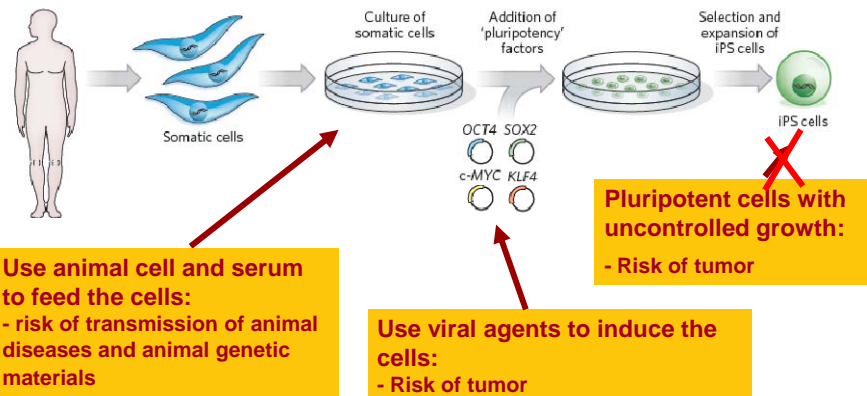 Culture of
somatic cells
Addition of
'pluripotency'
factors
Selection and
expansion of
iPS cells
Somatic cells
OCT4 SOX2
c-MYC KLF4
iPS cells
Pluripotent cells with
uncontrolled growth:
- Risk of tumor
Use animal cell and serum
to feed the cells:
- risk of transmission of animal
diseases and animal genetic
materials
Use viral agents to induce the
cells:
- Risk of tumor